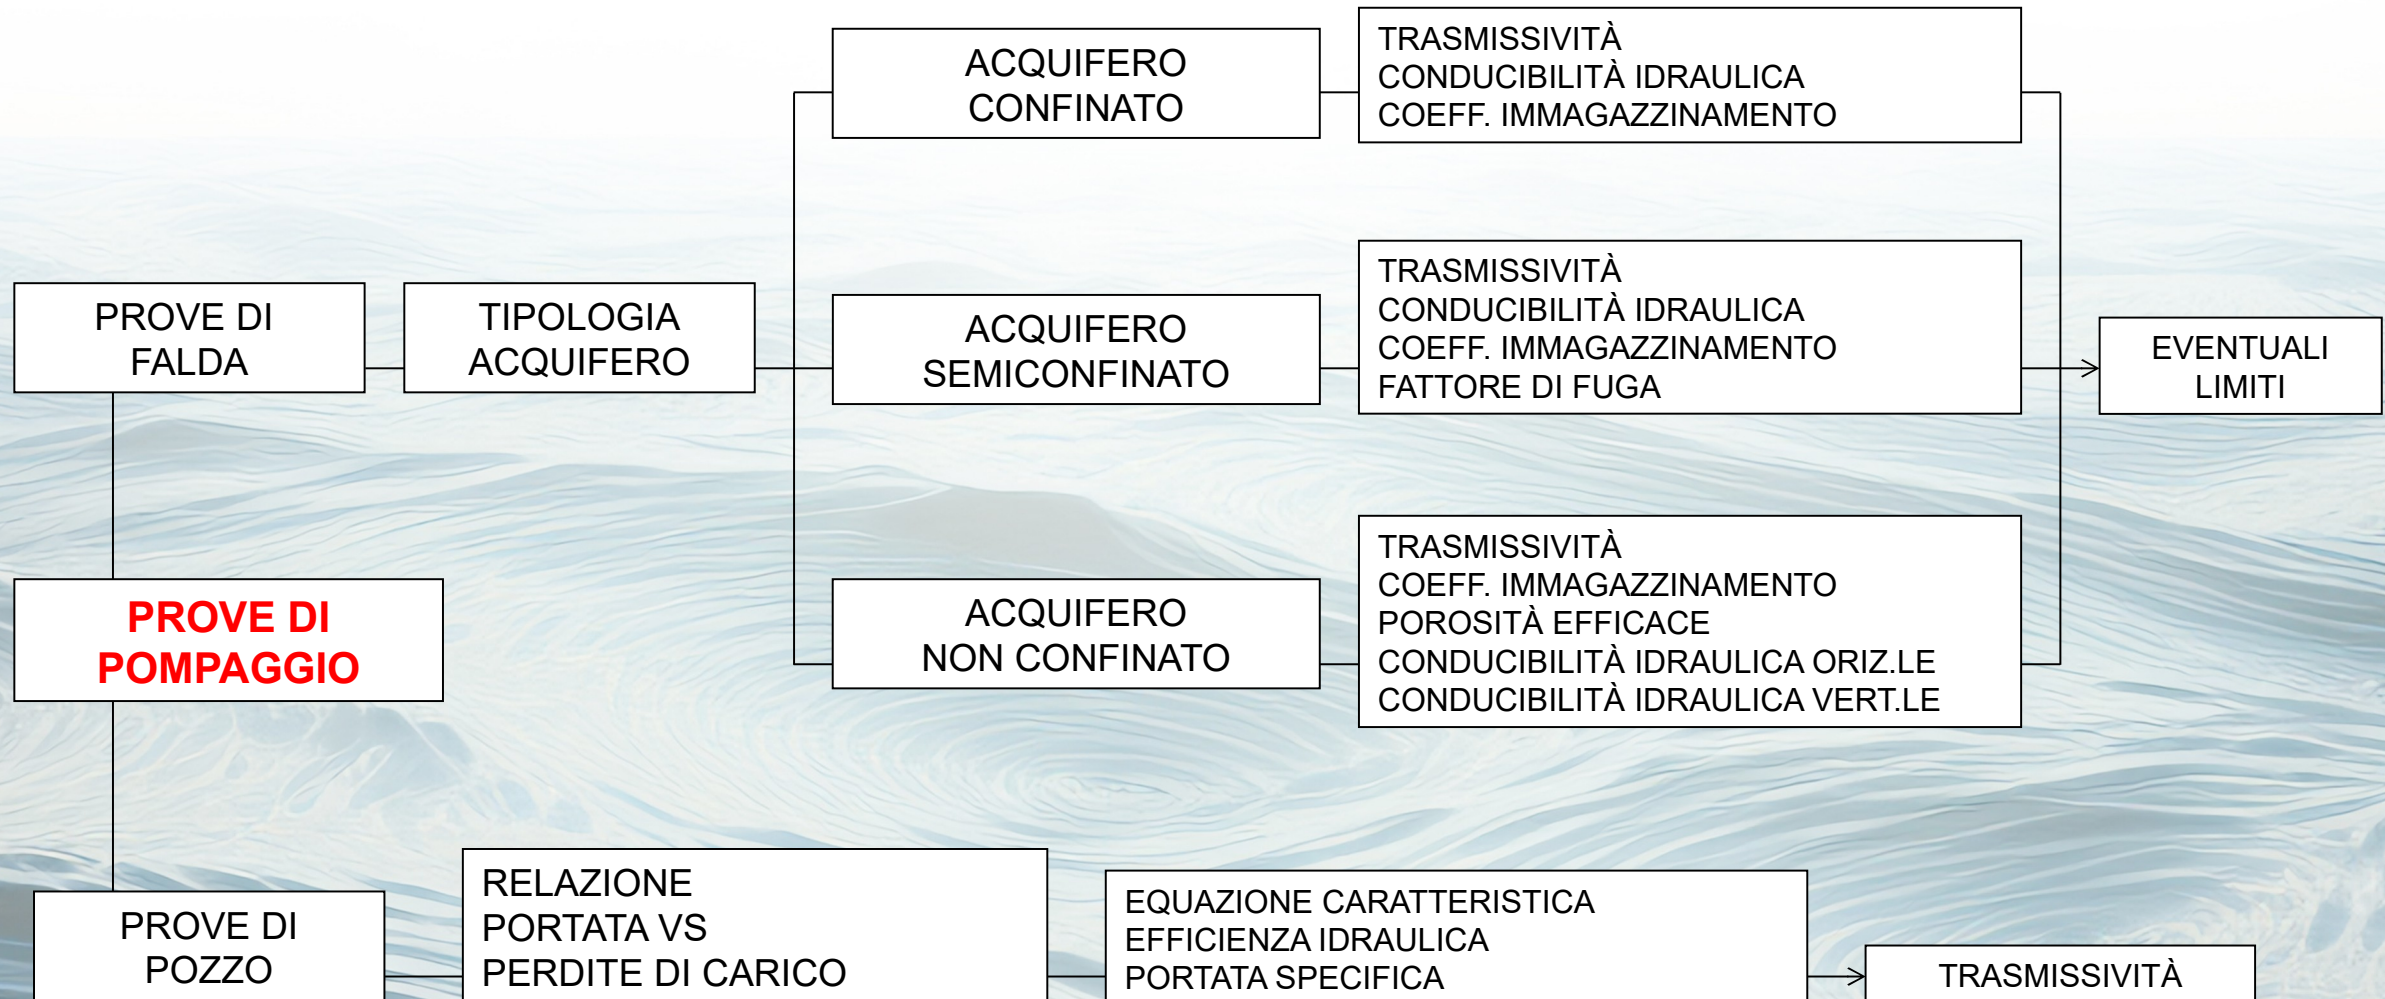 ACQUIFERO
CONFINATO
TRASMISSIVITÀ
CONDUCIBILITÀ IDRAULICA
COEFF. IMMAGAZZINAMENTO
PROVE DI
FALDA
TIPOLOGIA
ACQUIFERO
ACQUIFERO
SEMICONFINATO
TRASMISSIVITÀ
CONDUCIBILITÀ IDRAULICA
COEFF. IMMAGAZZINAMENTO
FATTORE DI FUGA
EVENTUALI
LIMITI
PROVE DI
POMPAGGIO
ACQUIFERO
NON CONFINATO
TRASMISSIVITÀ
COEFF. IMMAGAZZINAMENTO
POROSITÀ EFFICACE
CONDUCIBILITÀ IDRAULICA ORIZ.LE
CONDUCIBILITÀ IDRAULICA VERT.LE
PROVE DI
POZZO
RELAZIONE
PORTATA VS
PERDITE DI CARICO
EQUAZIONE CARATTERISTICA
EFFICIENZA IDRAULICA
PORTATA SPECIFICA
TRASMISSIVITÀ